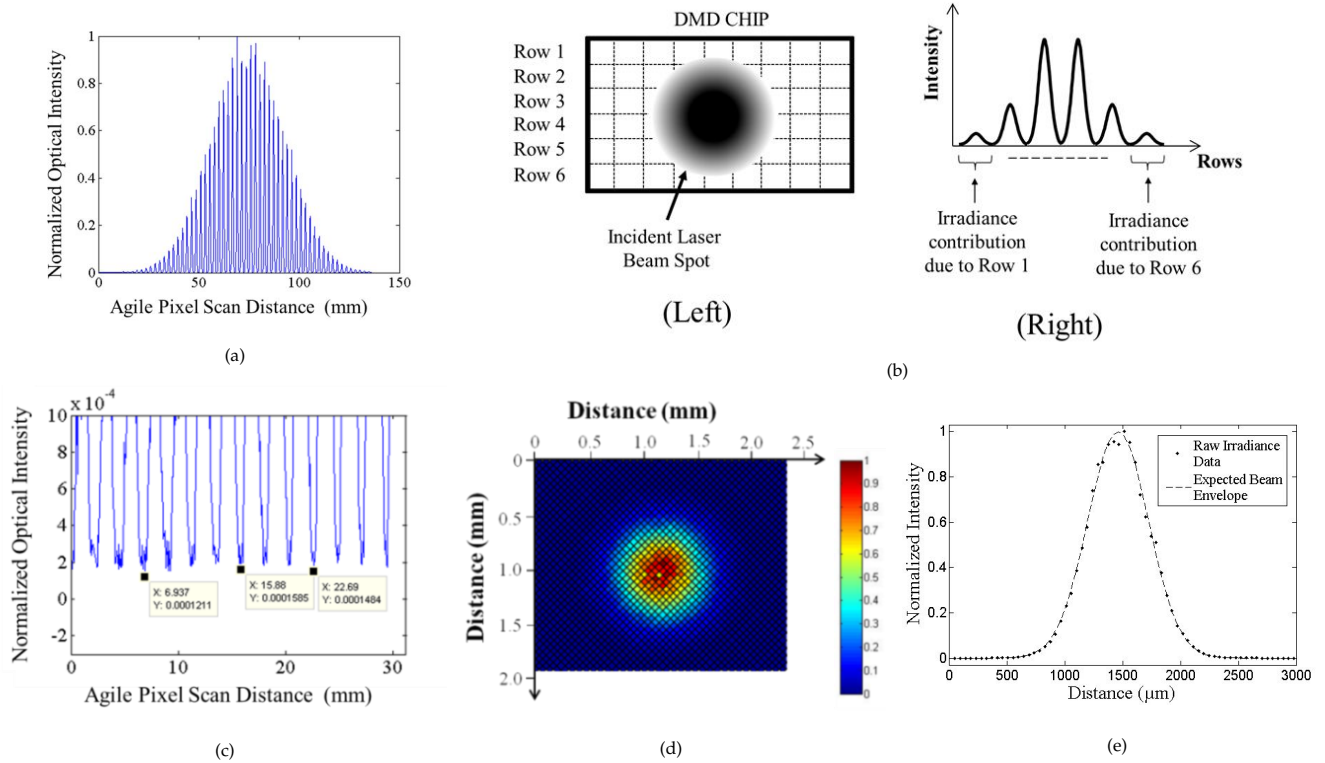 Normalized Optical Intensity
1
0.8
0.6
0.4
0.2
0
0
50
100
150
Agile Pixel Scan Distance (mm)
(a)
DMD CHIP
Row 1
Row 2
Row 3
Row 4
Row 5
Row 6
Incident Laser
Beam Spot
(Left)
Intensity
Rows
Irradiance
contribution
due to Row 1
Irradiance
contribution
due to Row 6
(Right)
(b)
Normalized Optical Intensity
x 10-4
10
8
6
4
2
0
-2
X: 6.937
Y: 0.0001211
X: 15.88
Y: 0.0001585
X: 22.69
Y: 0.0001484
0
10
20
30
Agile Pixel Scan Distance (mm)
(c)
Distance (mm)
0
0.5
1.0
1.5
2.0
2.5
Distance (mm)
0
0.5
1.0
1.5
2.0
1
0.9
0.8
0.7
0.6
0.5
0.4
0.3
0.2
0.1
0
(d)
Normalized Intensity
1
0.8
0.6
0.4
0.2
0
Raw Irradiance
Data
Expected Beam
Envelope
0
500
1000
1500
2000
2500
3000
Distance (μm)
(e)